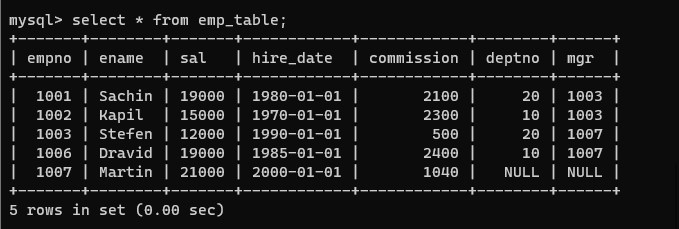 mysql> select * from emp_table;
+-------+--------+-------+------------+------------+--------+------+
| empno | ename  | sal   | hire_date  | commission | deptno | mgr  |
+-------+--------+-------+------------+------------+--------+------+
|  1001 | Sachin | 19000 | 1980-01-01 |       2100 |     20 | 1003 |
|  1002 | Kapil  | 15000 | 1970-01-01 |       2300 |     10 | 1003 |
|  1003 | Stefen | 12000 | 1990-01-01 |        500 |     20 | 1007 |
|  1006 | Dravid | 19000 | 1985-01-01 |       2400 |     10 | 1007 |
|  1007 | Martin | 21000 | 2000-01-01 |       1040 |   NULL | NULL |
+-------+--------+-------+------------+------------+--------+------+
5 rows in set (0.00 sec)